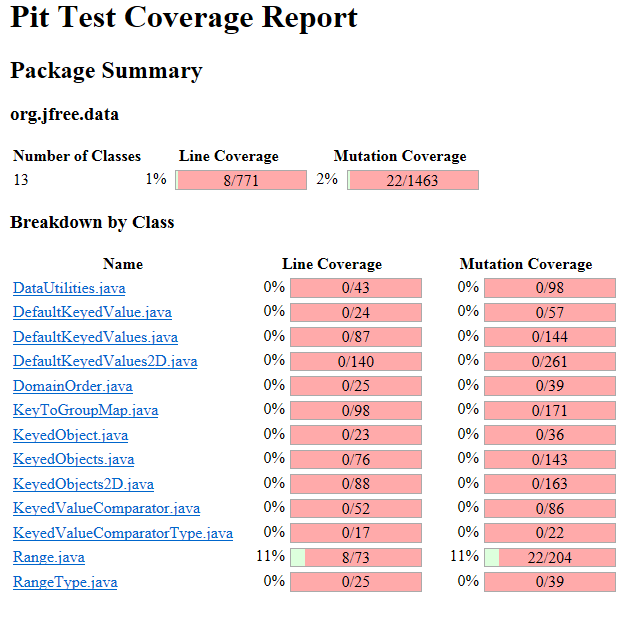 Pit Test Coverage Report
Package Summary
org.jfree.data
Number of Classes Line Coverage Mutation Coverage
13 1% 8/771 2% 22/1463
Breakdown by Class
Name Line Coverage Mutation Coverage
DataUtilities.java 0% 0/43 0% 0/98
DefaultKeyedValue.java 0% 0/24 0% 0/57
DefaultKeyedValues.java 0% 0/87 0% 0/144
DefaultKeyedValues2D.java 0% 0/140 0% 0/261
DomainOrder.java 0% 0/25 0% 0/39
KeyToGroupMap.java 0% 0/98 0% 0/171
KeyedObject.java 0% 0/23 0% 0/36
KeyedObjects.java 0% 0/76 0% 0/143
KeyedObjects2D.java 0% 0/88 0% 0/163
KeyedValueComparator.java 0% 0/52 0% 0/86
KeyedValueComparatorType.java 0% 0/17 0% 0/22
Range.java 11% 8/73 11% 22/204
RangeType.java 0% 0/25 0% 0/39